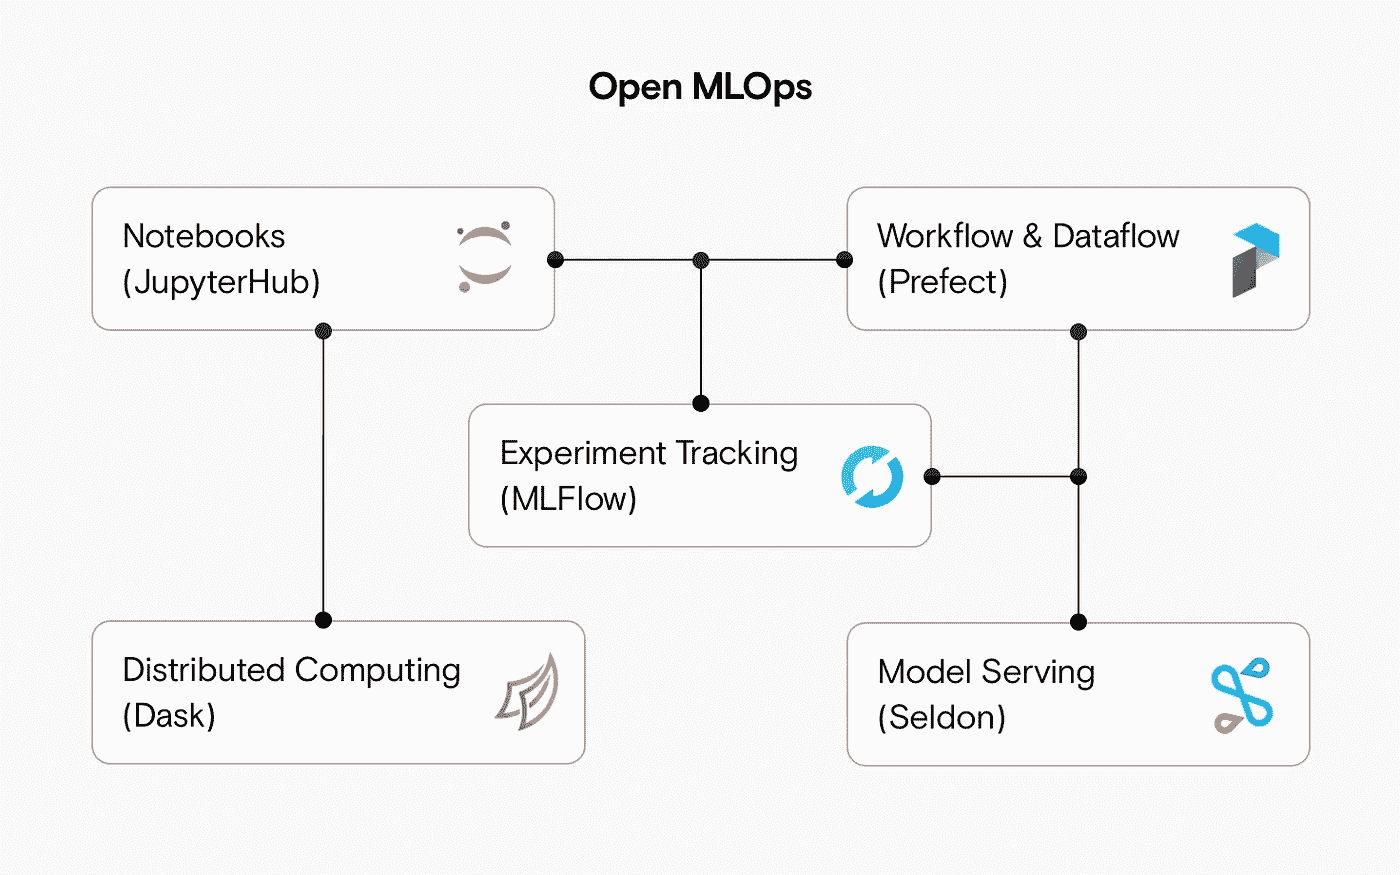 Open MLOps
Notebooks
(JupyterHub)
Workflow & Dataflow
(Prefect)
Experiment Tracking
(MLFlow)
Distributed Computing
(Dask)
Model Serving
(Seldon)